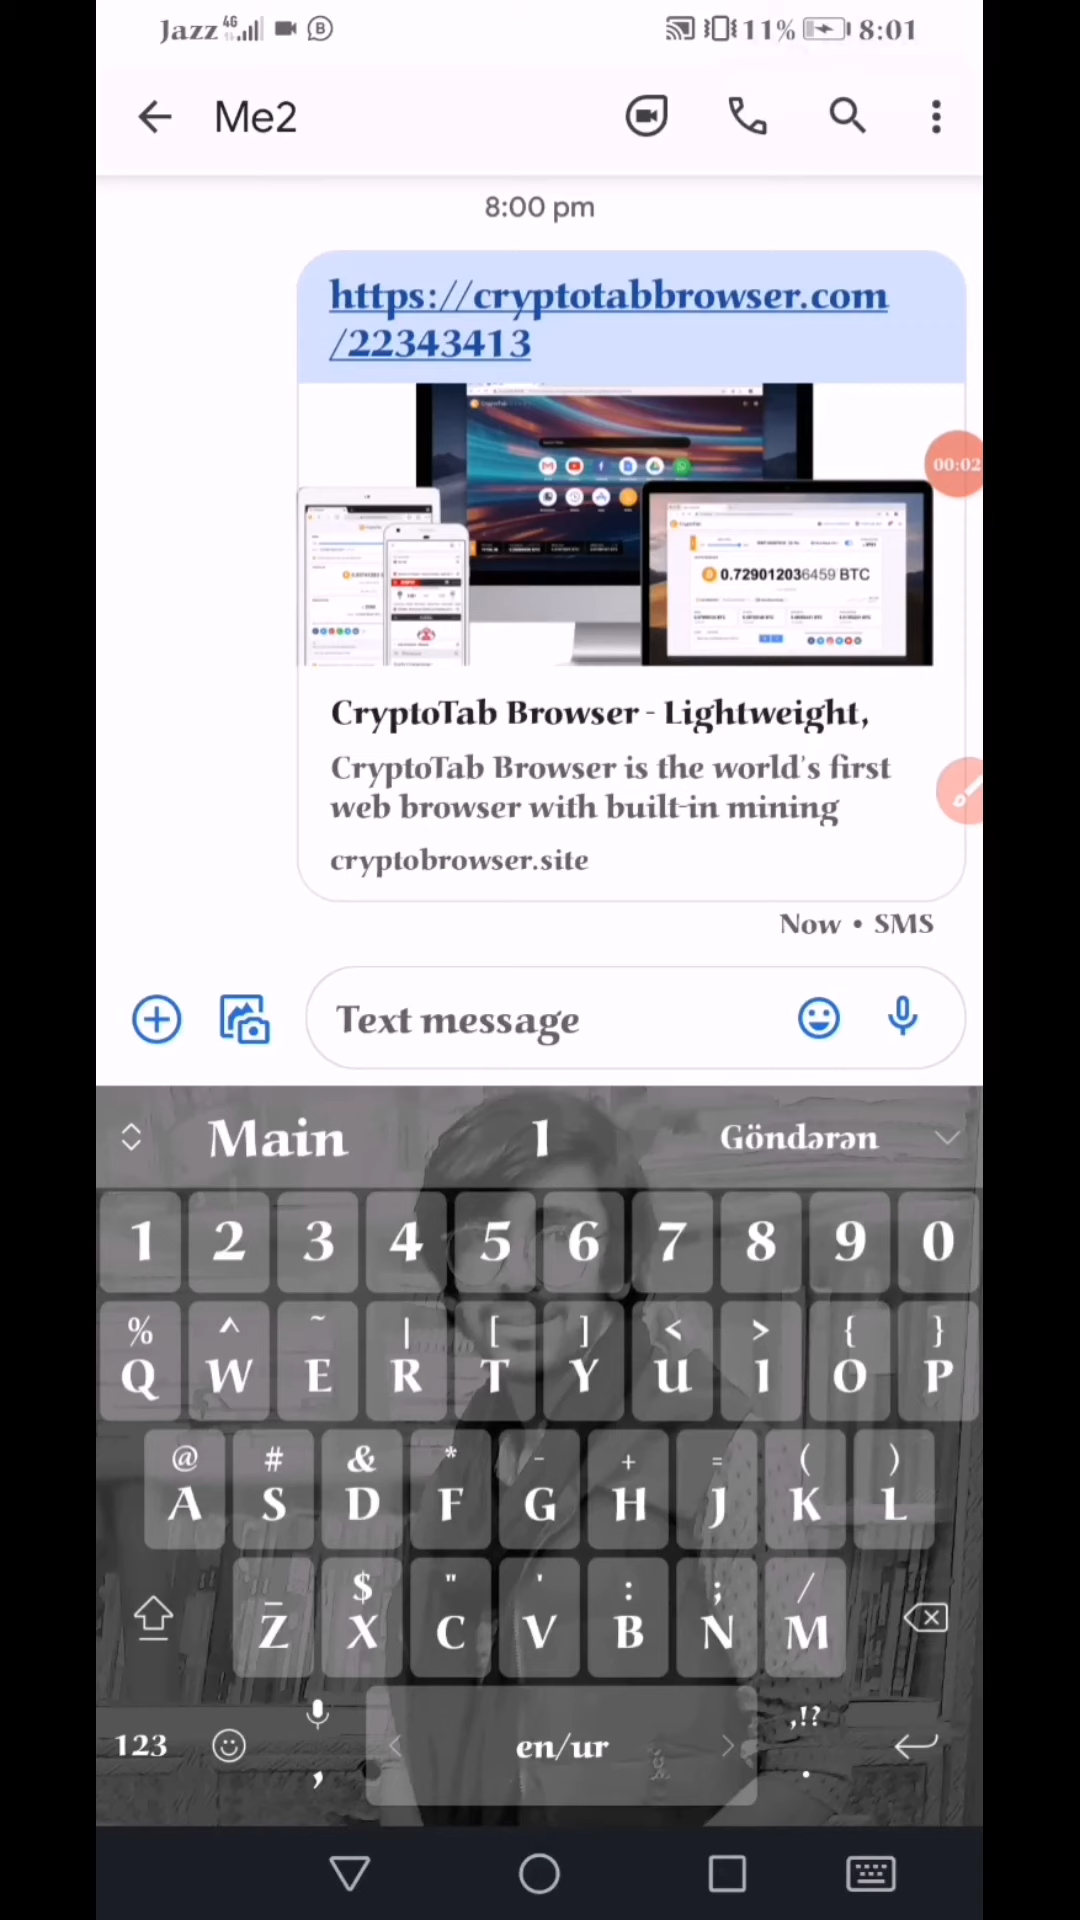 Jazz 4G B 11% 8:01
Me2
8:00 pm
https://cryptotabbrowser.com
/22343413
00:02
0.729012036459 BTC
CryptoTab Browser - Lightweight,
CryptoTab Browser is the world's first
web browser with built-in mining
cryptobrowser.site
Now • SMS
Text message
Main 1 Göndərən
1 2 3 4 5 6 7 8 9 0
% ^ ~ | [ ] < > { }
Q W E R T Y U I O P
@ # & * - + = ( )
A S D F G H J K L
_ $ " ' : ; /
Z X C V B N M
,!?
123 , en/ur .